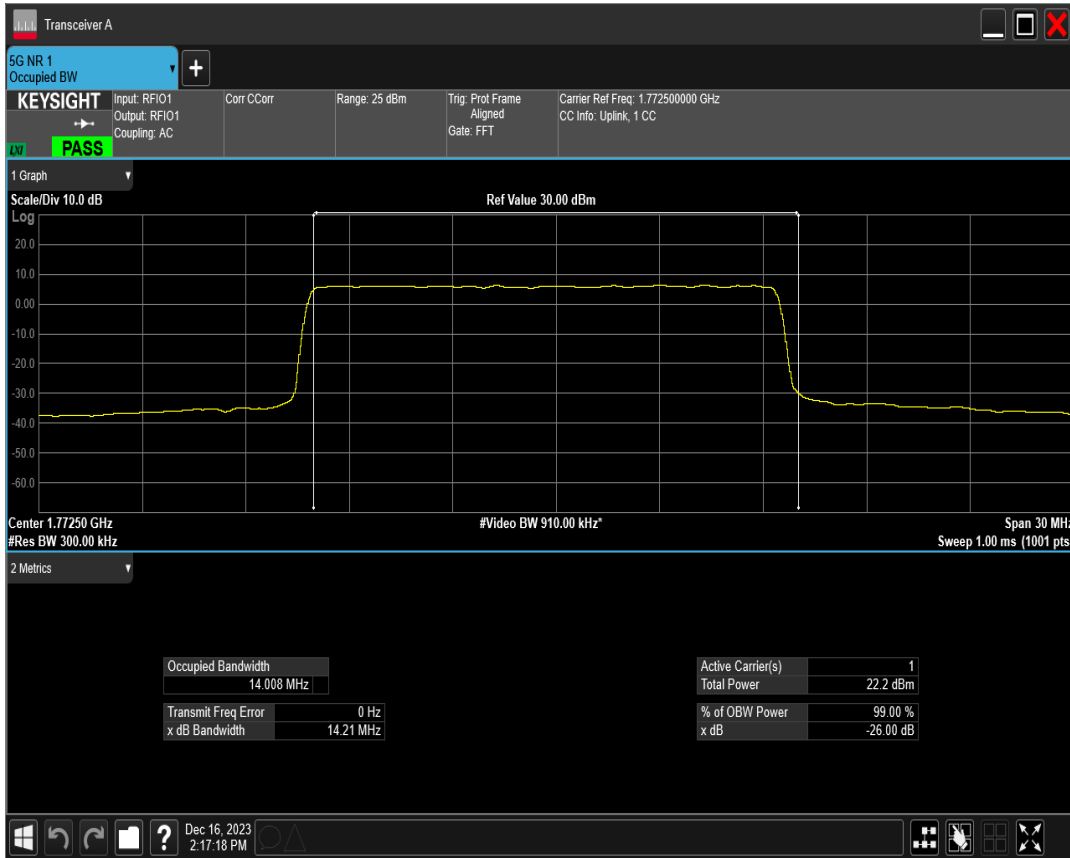 Transceiver A
5G NR 1
Occupied BW
+
KEYSIGHT
LXI
PASS
Input: RFIO1
Output: RFIO1
Coupling: AC
Corr CCorr
Range: 25 dBm
Trig: Prot Frame
Aligned
Gate: FFT
Carrier Ref Freq: 1.772500000 GHz
CC Info: Uplink, 1 CC
1 Graph
Scale/Div 10.0 dB
Ref Value 30.00 dBm
Log
20.0
10.0
0.00
-10.0
-20.0
-30.0
-40.0
-50.0
-60.0
Center 1.77250 GHz
#Video BW 910.00 kHz*
Span 30 MHz
#Res BW 300.00 kHz
Sweep 1.00 ms (1001 pts
2 Metrics
Occupied Bandwidth
14.008 MHz
Transmit Freq Error 0 Hz
x dB Bandwidth 14.21 MHz
Active Carrier(s) 1
Total Power 22.2 dBm
% of OBW Power 99.00 %
x dB -26.00 dB
?
Dec 16, 2023
2:17:18 PM